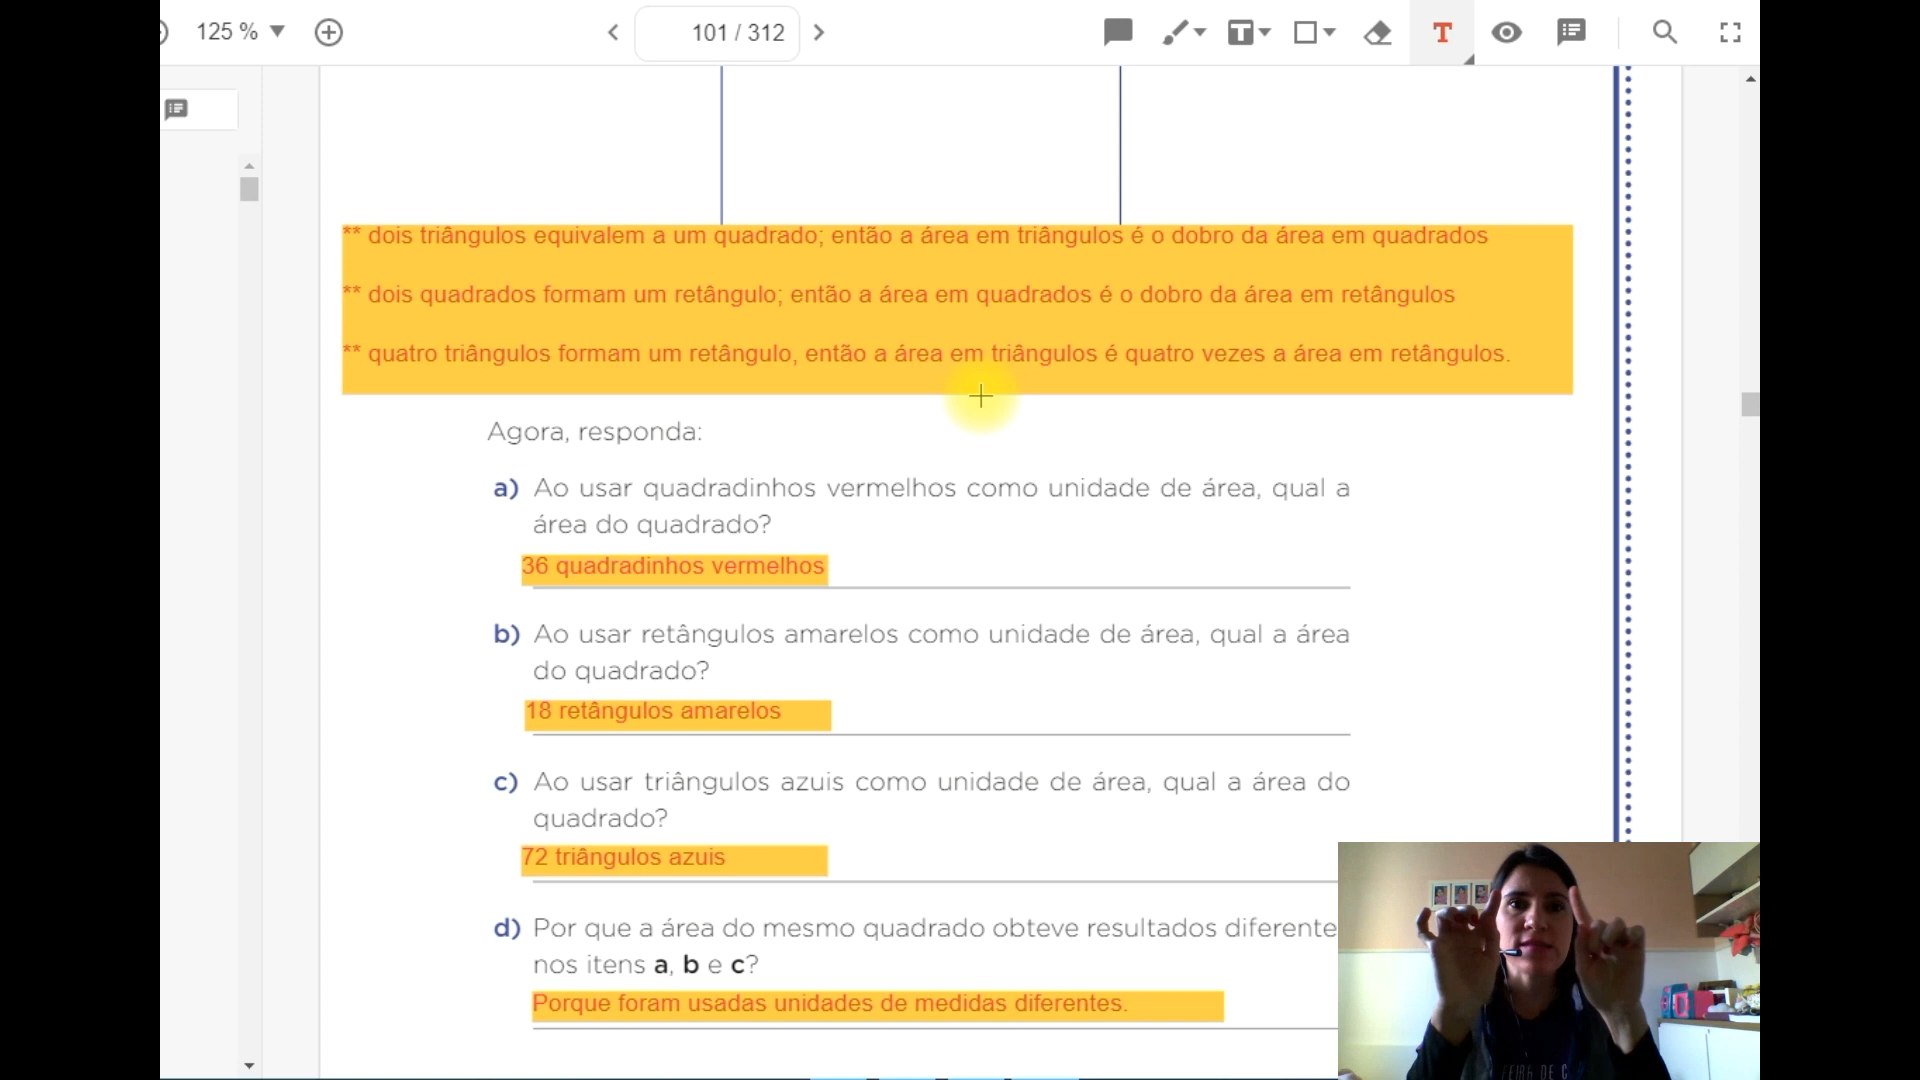 125 %
101 / 312
T
T
** dois triângulos equivalem a um quadrado; então a área em triângulos é o dobro da área em quadrados
** dois quadrados formam um retângulo; então a área em quadrados é o dobro da área em retângulos
** quatro triângulos formam um retângulo, então a área em triângulos é quatro vezes a área em retângulos.
Agora, responda:
a) Ao usar quadradinhos vermelhos como unidade de área, qual a
área do quadrado?
36 quadradinhos vermelhos
b) Ao usar retângulos amarelos como unidade de área, qual a área
do quadrado?
18 retângulos amarelos
c) Ao usar triângulos azuis como unidade de área, qual a área do
quadrado?
72 triângulos azuis
d) Por que a área do mesmo quadrado obteve resultados diferente
nos itens a, b e c?
Porque foram usadas unidades de medidas diferentes.